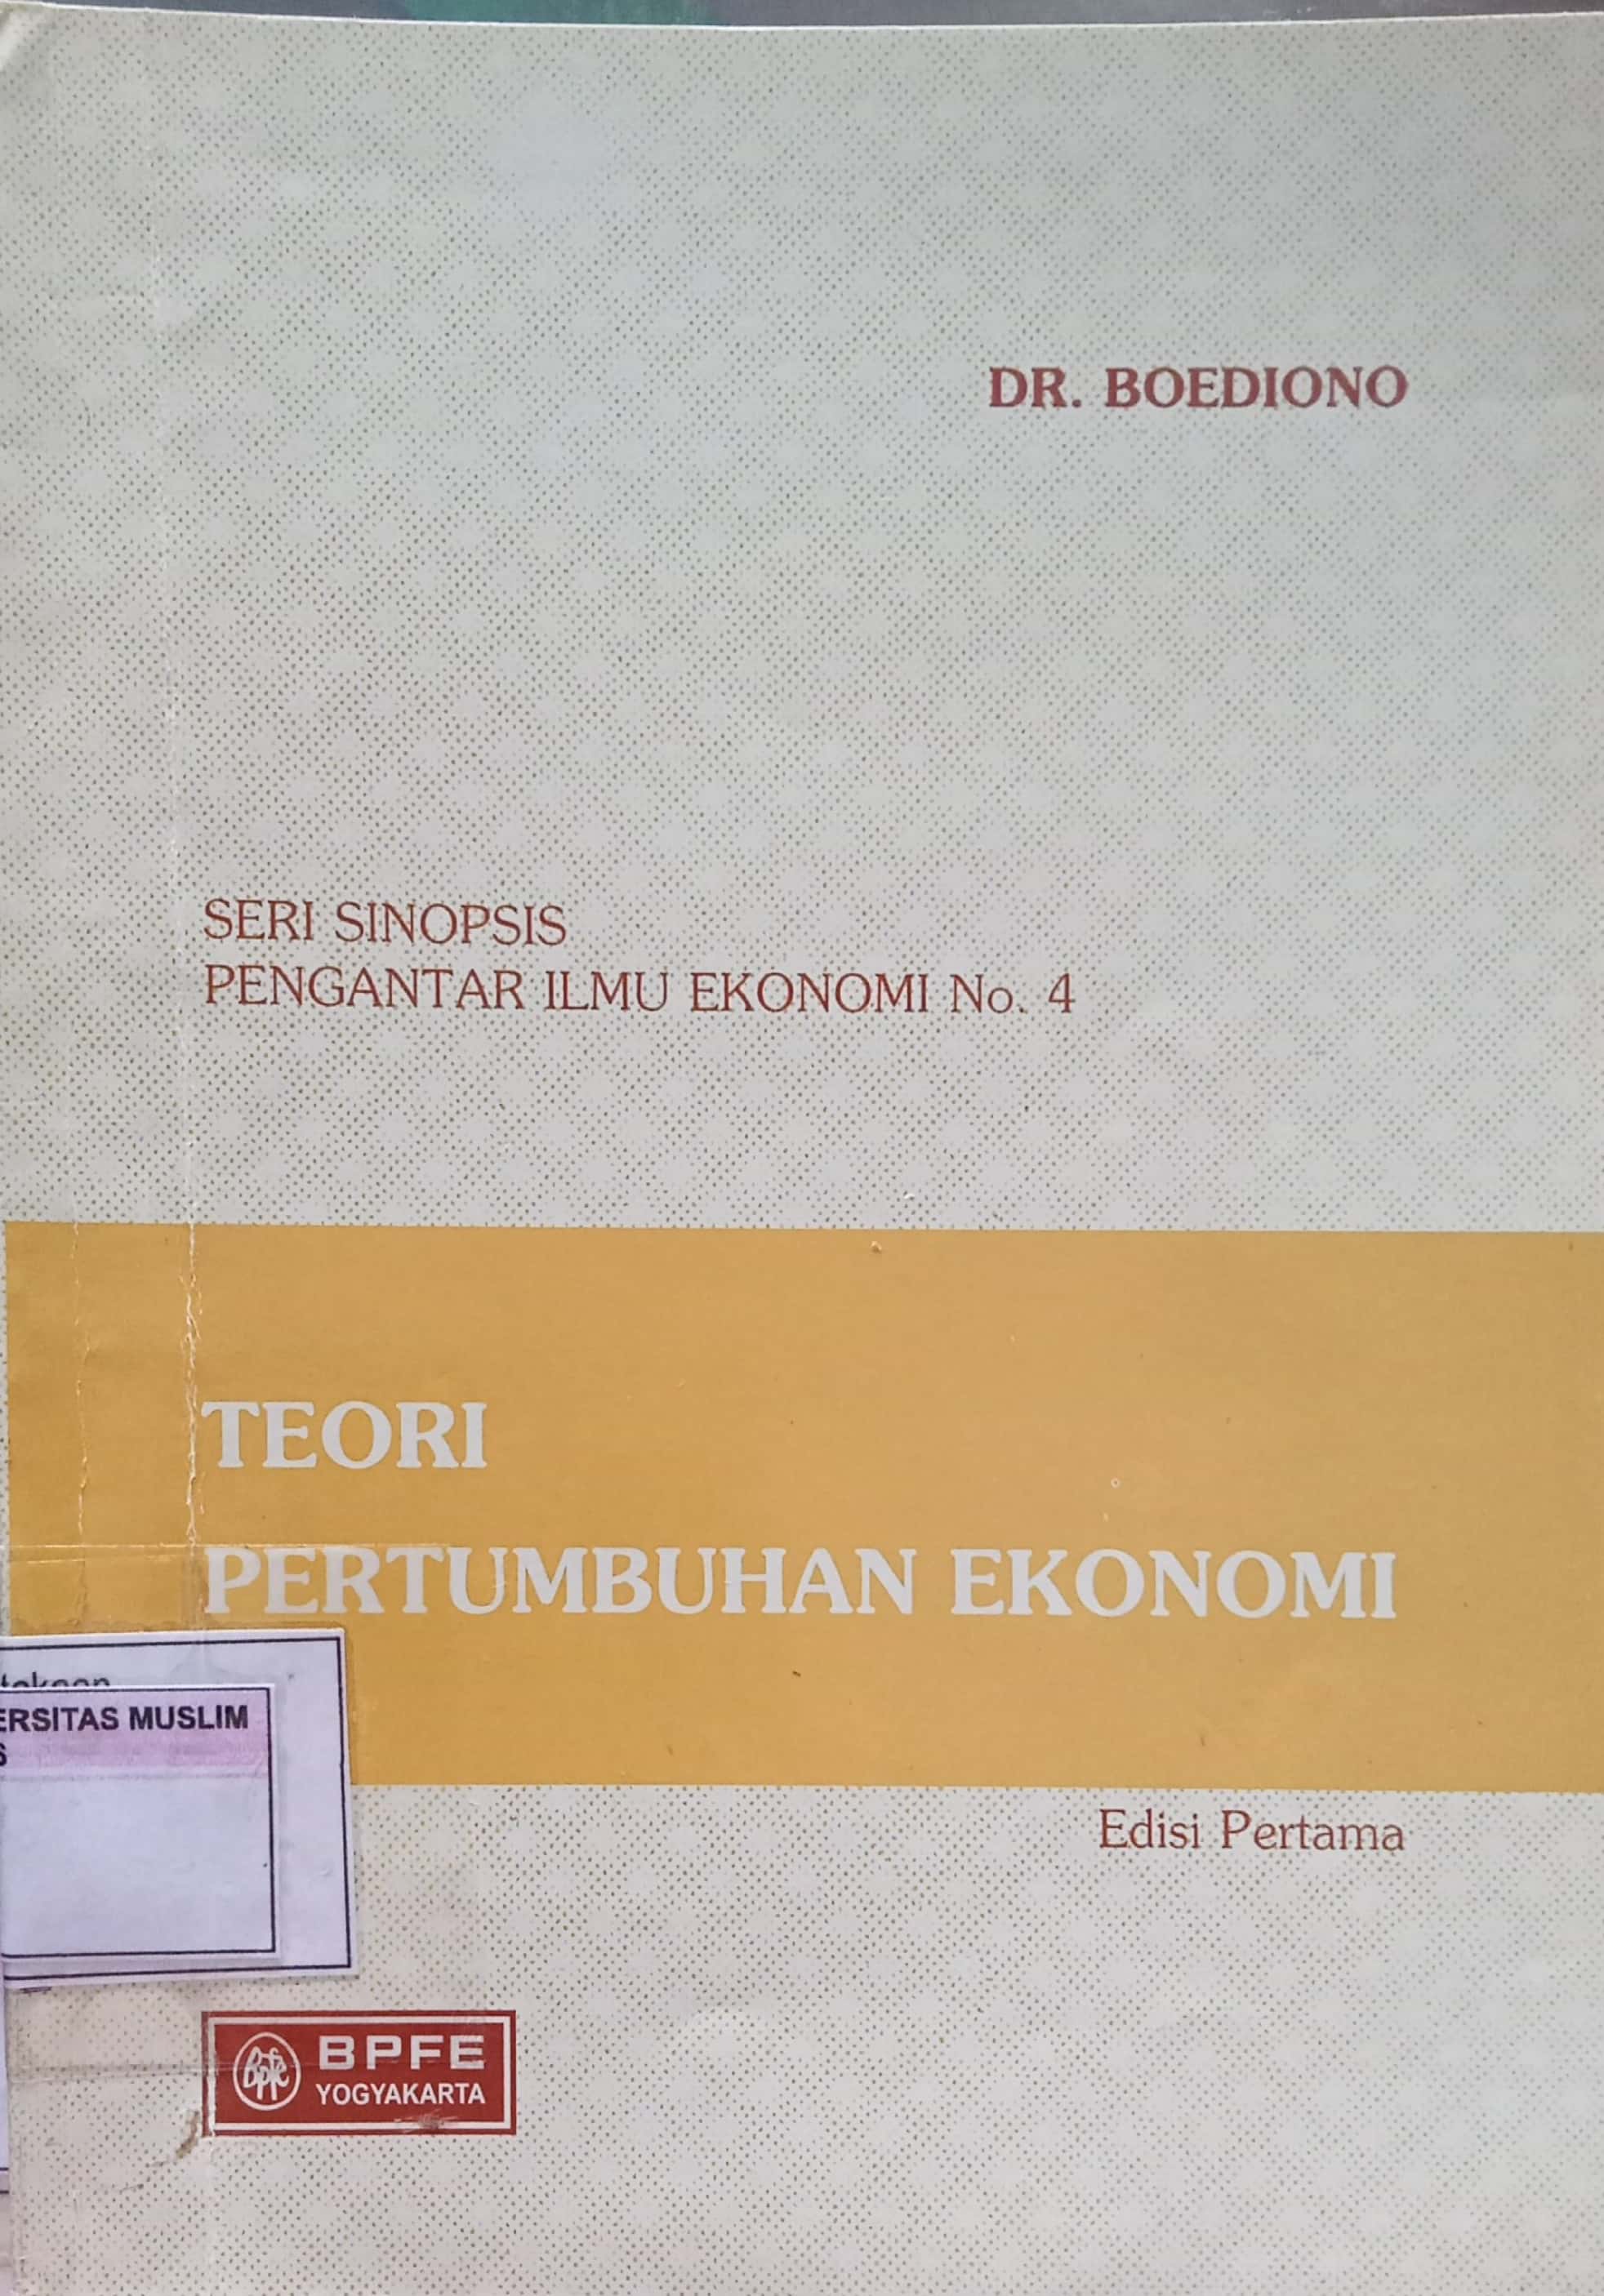 DR. BOEDIONO
SERI SINOPSIS
PENGANTAR ILMU EKONOMI No. 4
TEORI
PERTUMBUHAN EKONOMI
ERSITAS MUSLIM
Edisi Pertama
BPFE
YOGYAKARTA